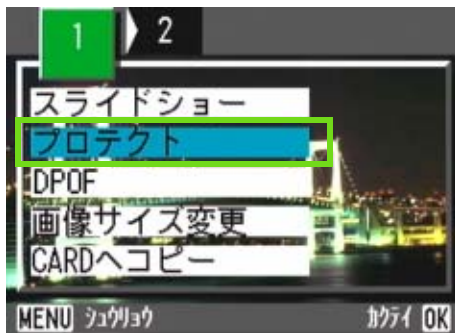 1 2
スライドショー
プロテクト
DPOF
画像サイズ変更
CARDへコピー
MENU シュウリョウ カクテイ OK